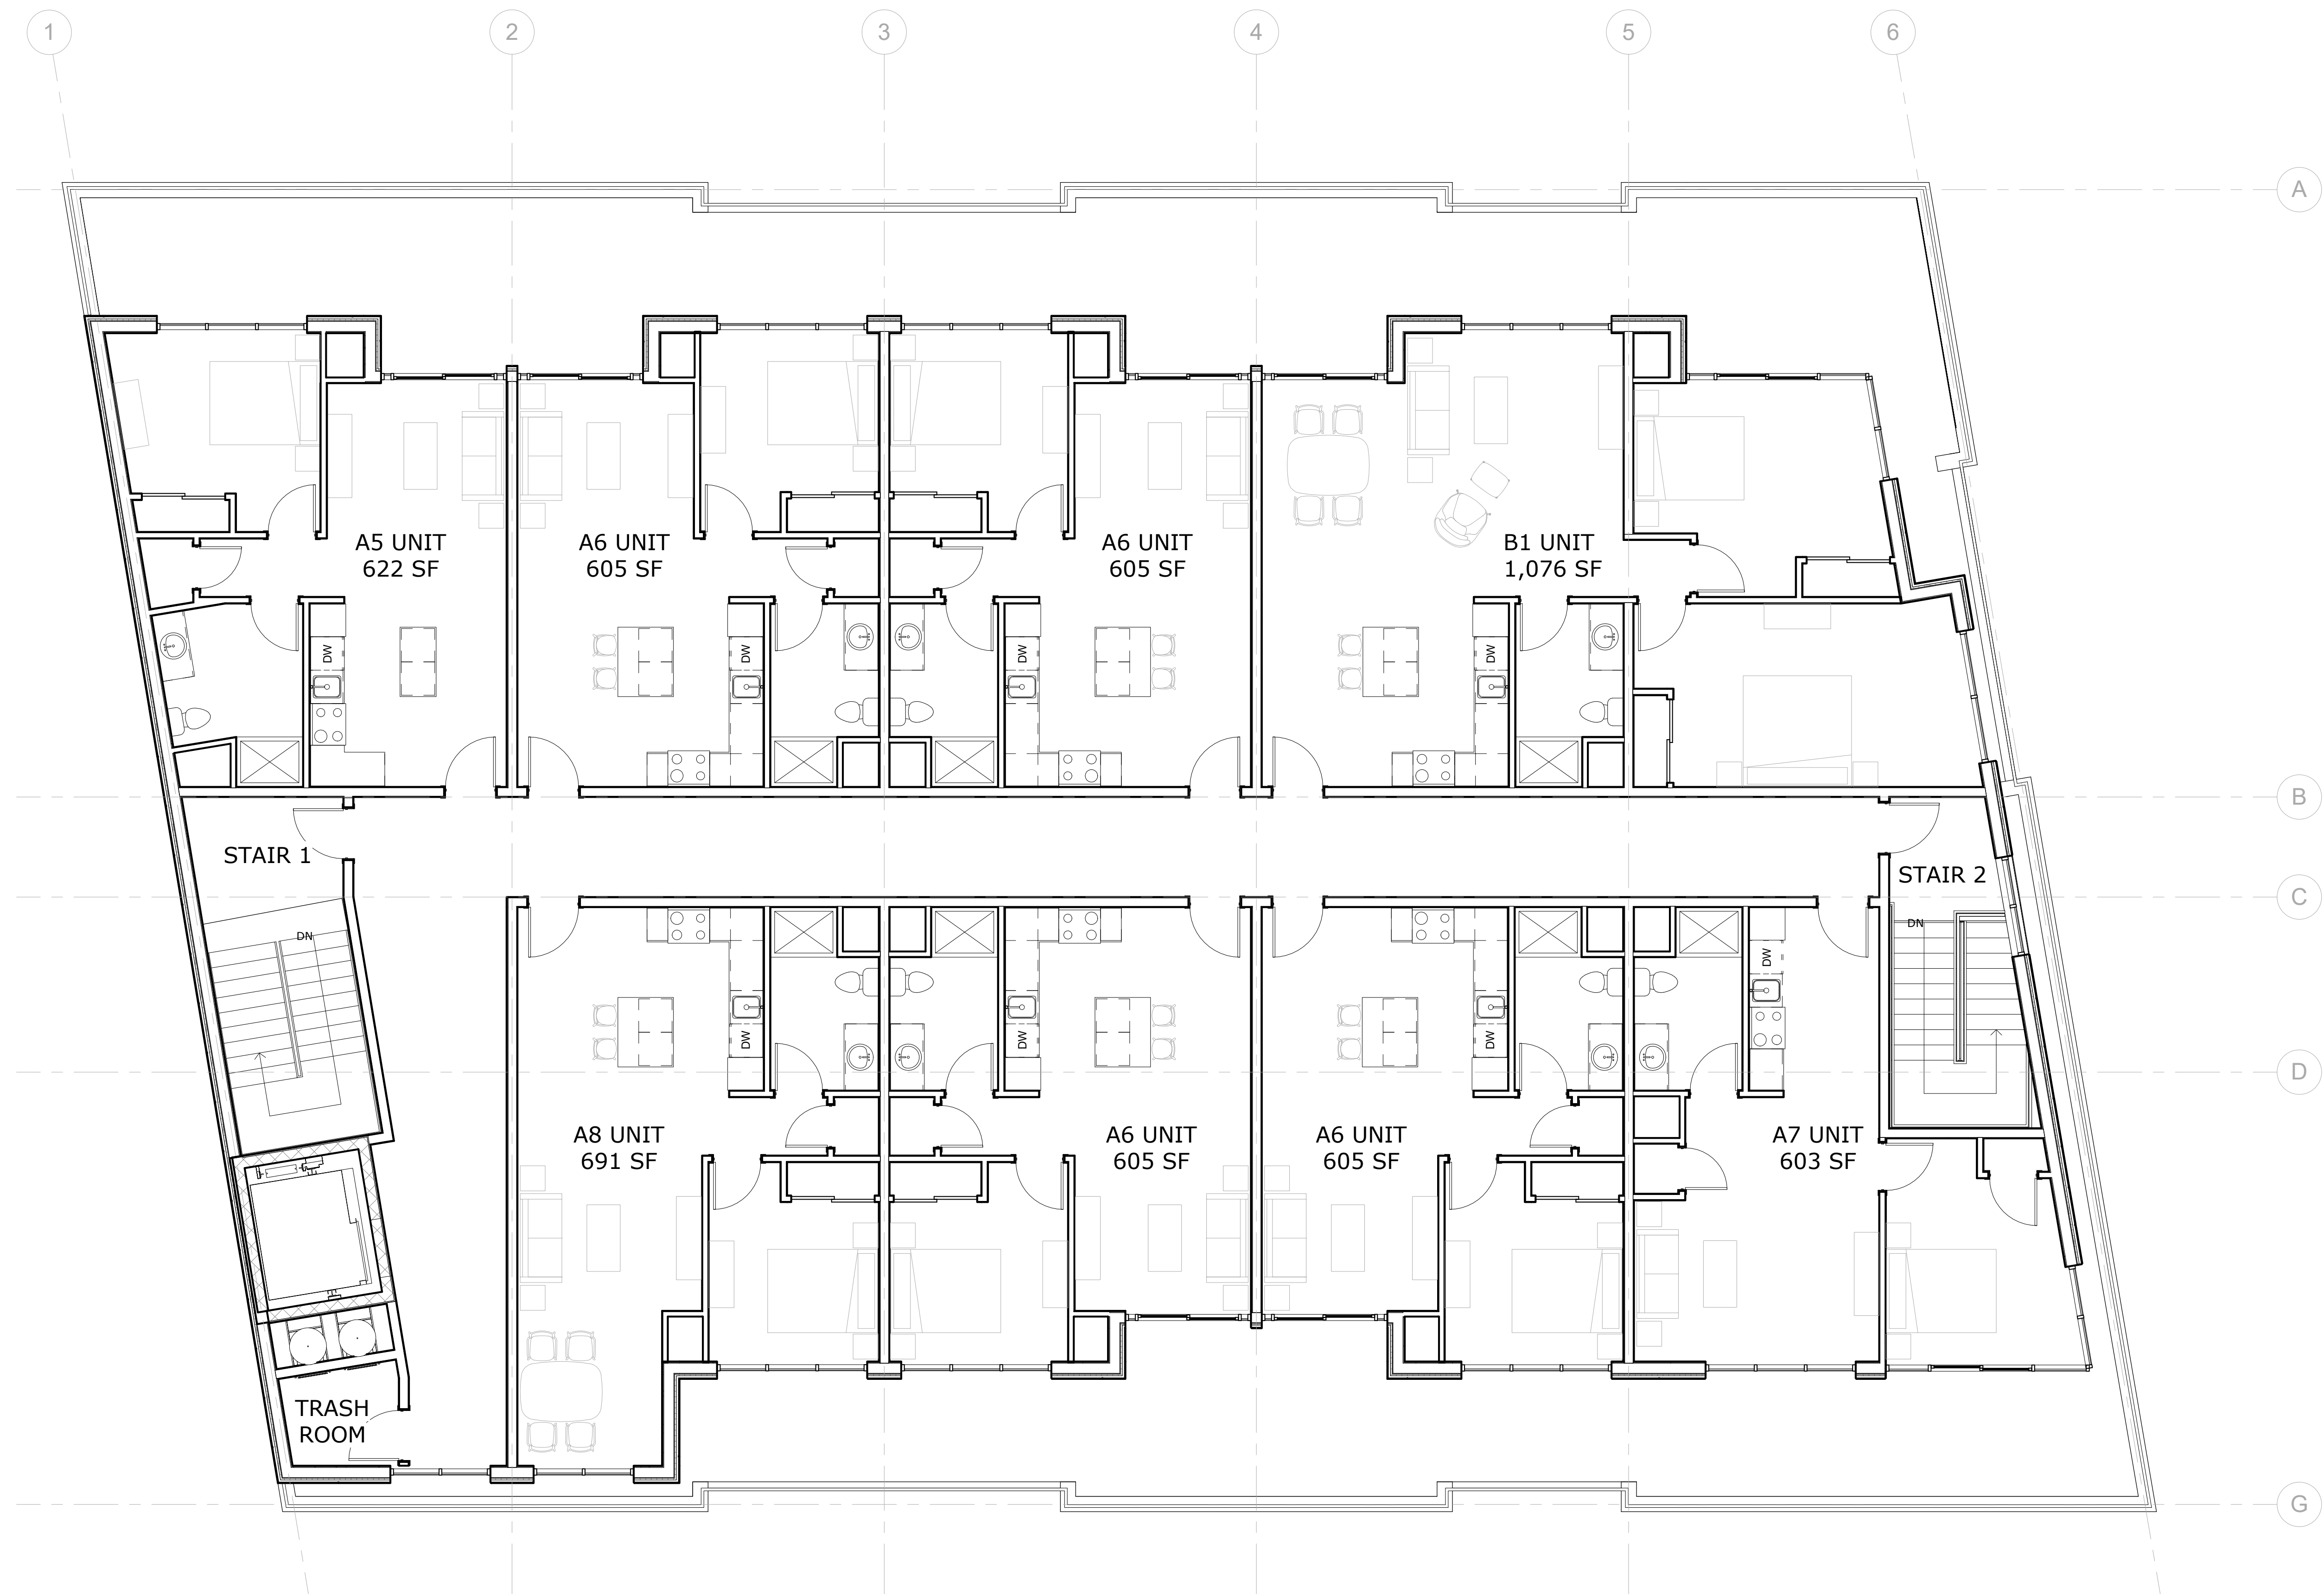 1
2
3
4
5
6
A
A5 UNIT
622 SF
A6 UNIT
605 SF
A6 UNIT
605 SF
B1 UNIT
1,076 SF
DW
DW
DW
DW
B
STAIR 1
STAIR 2
C
DN
DN
DW
DW
DW
DW
D
A8 UNIT
691 SF
A6 UNIT
605 SF
A6 UNIT
605 SF
A7 UNIT
603 SF
TRASH
ROOM
G